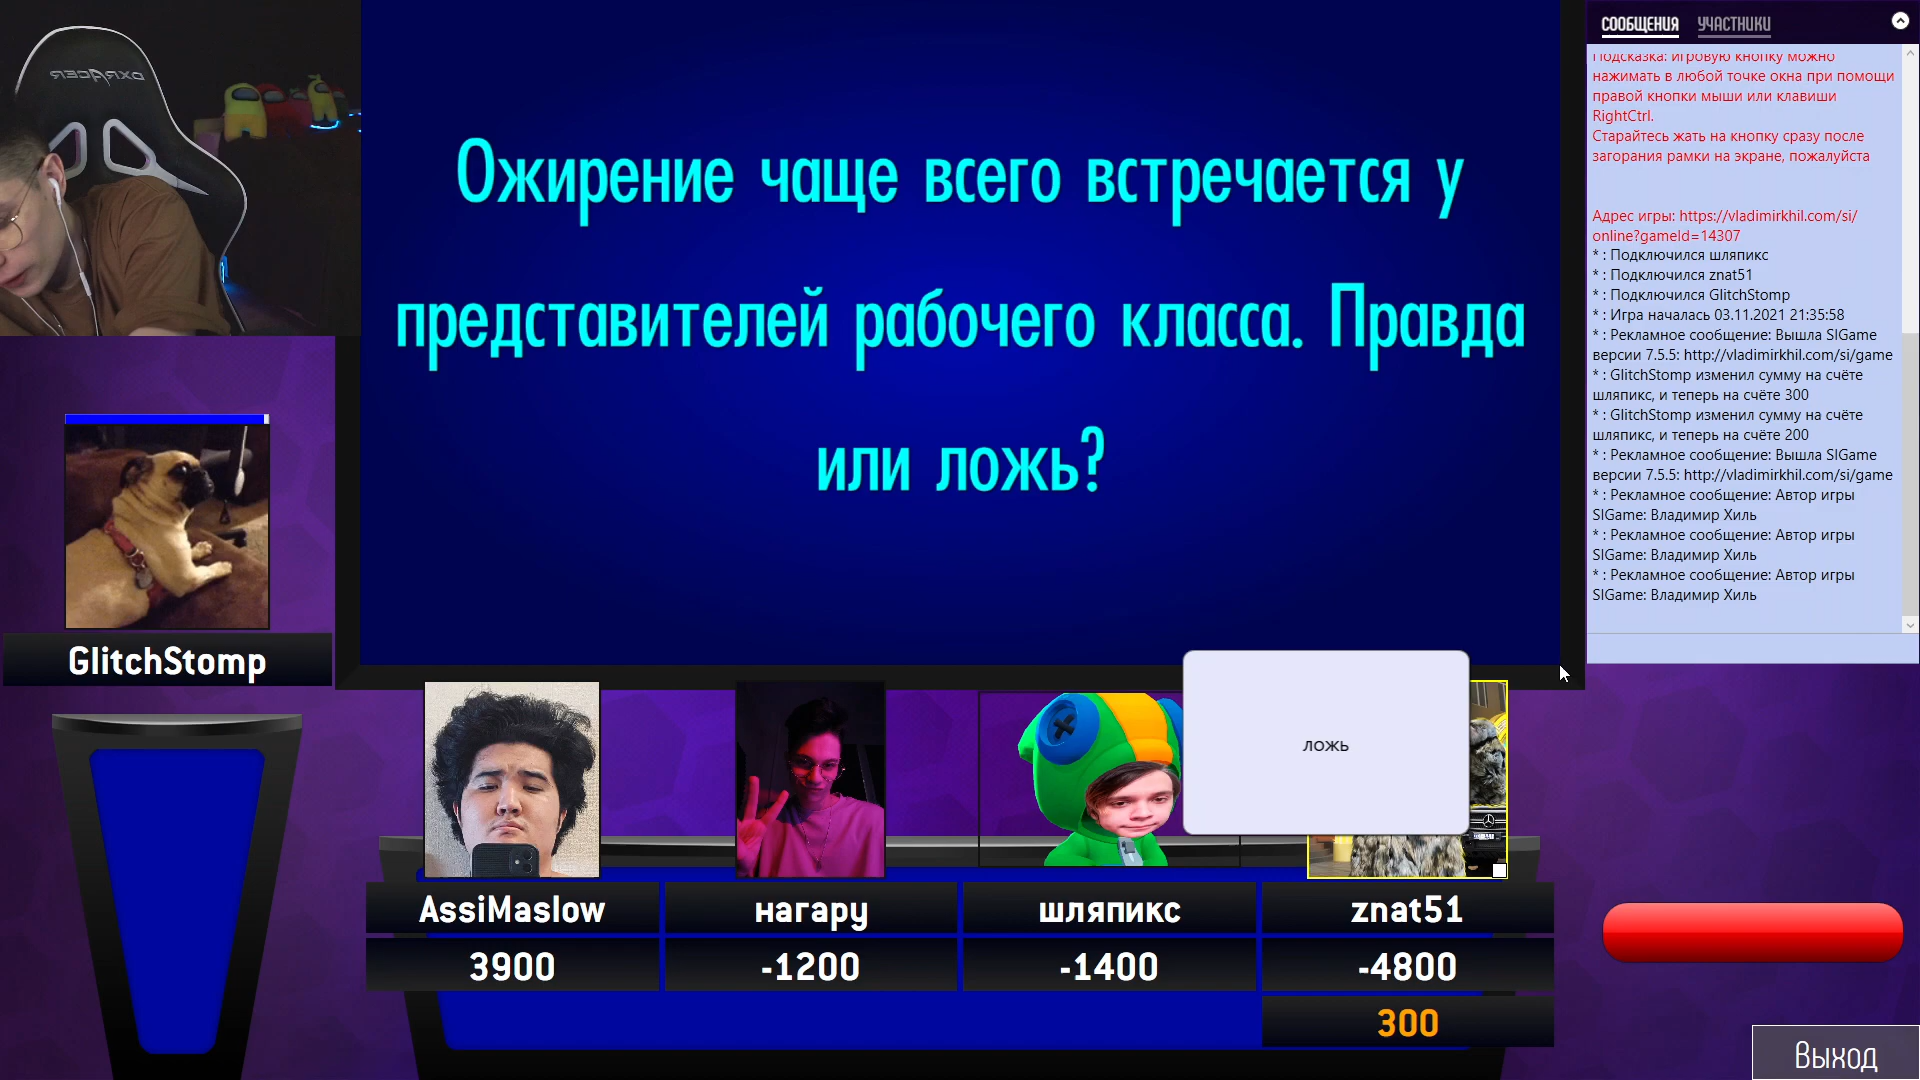 DXRACER
Ожирение чаще всего встречается у
представителей рабочего класса. Правда
или ложь?
СООБЩЕНИЯ УЧАСТНИКИ
Подсказка: игровую кнопку можно
нажимать в любой точке окна при помощи
правой кнопки мыши или клавиши
RightCtrl.
Старайтесь жать на кнопку сразу после
загорания рамки на экране, пожалуйста
Адрес игры: https://vladimirkhil.com/si/
online?gameId=14307
* : Подключился шляпикс
* : Подключился znat51
* : Подключился GlitchStomp
* : Игра началась 03.11.2021 21:35:58
* : Рекламное сообщение: Вышла SIGame
версии 7.5.5: http://vladimirkhil.com/si/game
* : GlitchStomp изменил сумму на счёте
шляпикс, и теперь на счёте 300
* : GlitchStomp изменил сумму на счёте
шляпикс, и теперь на счёте 200
* : Рекламное сообщение: Вышла SIGame
версии 7.5.5: http://vladimirkhil.com/si/game
* : Рекламное сообщение: Автор игры
SIGame: Владимир Хиль
* : Рекламное сообщение: Автор игры
SIGame: Владимир Хиль
* : Рекламное сообщение: Автор игры
SIGame: Владимир Хиль
GlitchStomp
ложь
AssiMaslow нагару шляпикс znat51
3900 -1200 -1400 -4800
300
Выход